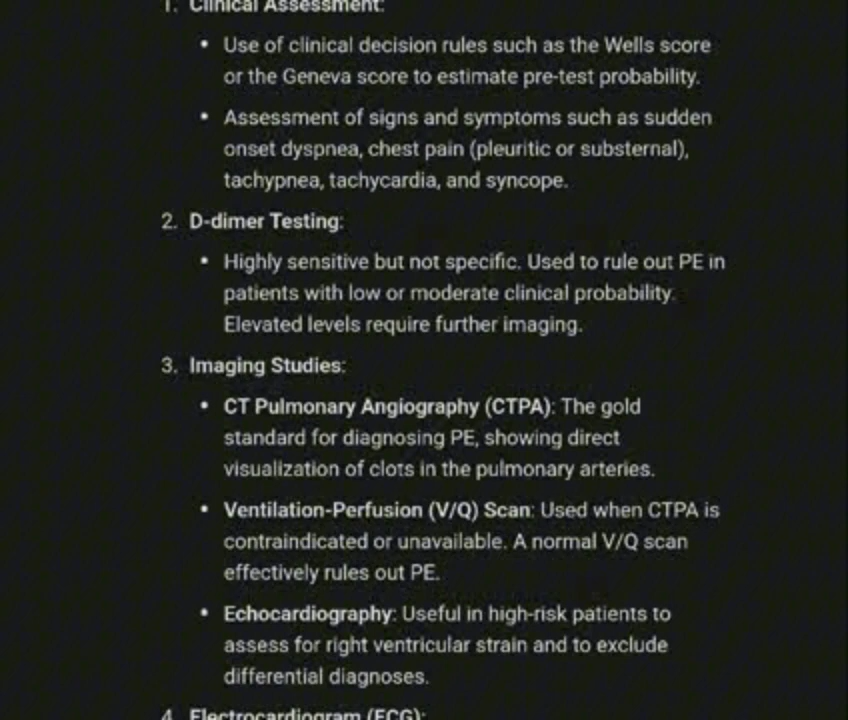 1. Clinical Assessment:
• Use of clinical decision rules such as the Wells score
or the Geneva score to estimate pre-test probability.
• Assessment of signs and symptoms such as sudden
onset dyspnea, chest pain (pleuritic or substernal),
tachypnea, tachycardia, and syncope.
2. D-dimer Testing:
• Highly sensitive but not specific. Used to rule out PE in
patients with low or moderate clinical probability.
Elevated levels require further imaging.
3. Imaging Studies:
• CT Pulmonary Angiography (CTPA): The gold
standard for diagnosing PE, showing direct
visualization of clots in the pulmonary arteries.
• Ventilation-Perfusion (V/Q) Scan: Used when CTPA is
contraindicated or unavailable. A normal V/Q scan
effectively rules out PE.
• Echocardiography: Useful in high-risk patients to
assess for right ventricular strain and to exclude
differential diagnoses.
4. Electrocardiogram (ECG):